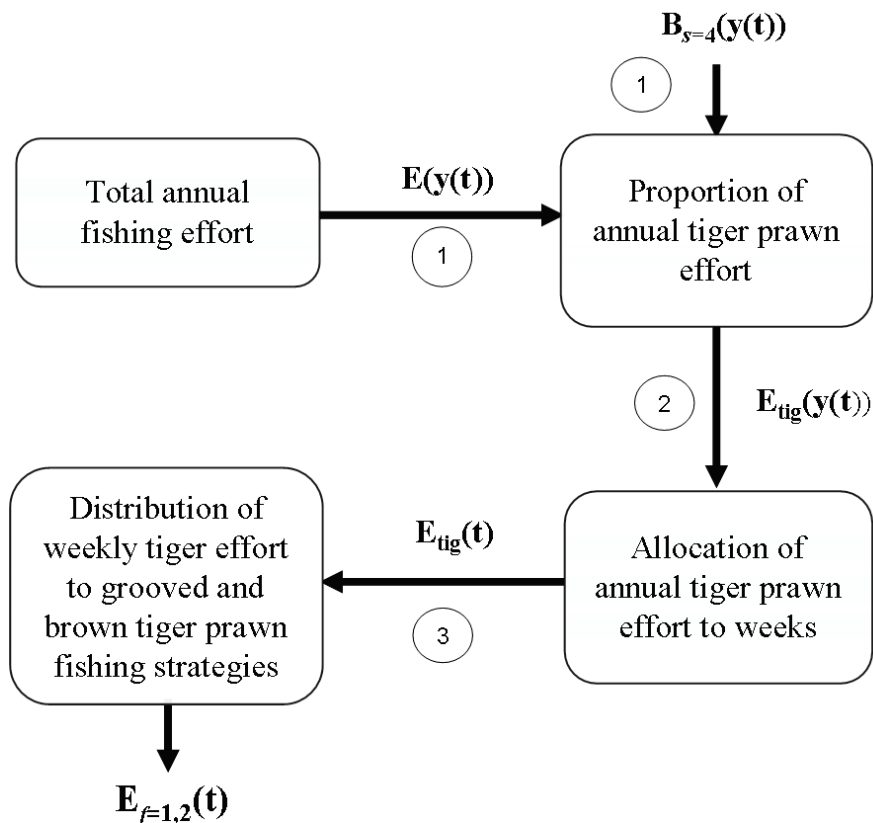 B_{s=4}(y(t))
1
Total annual
fishing effort
E(y(t))
1
Proportion of
annual tiger prawn
effort
2
E_{tig}(y(t))
Distribution of
weekly tiger effort
to grooved and
brown tiger prawn
fishing strategies
E_{tig}(t)
3
Allocation of
annual tiger prawn
effort to weeks
E_{f=1,2}(t)